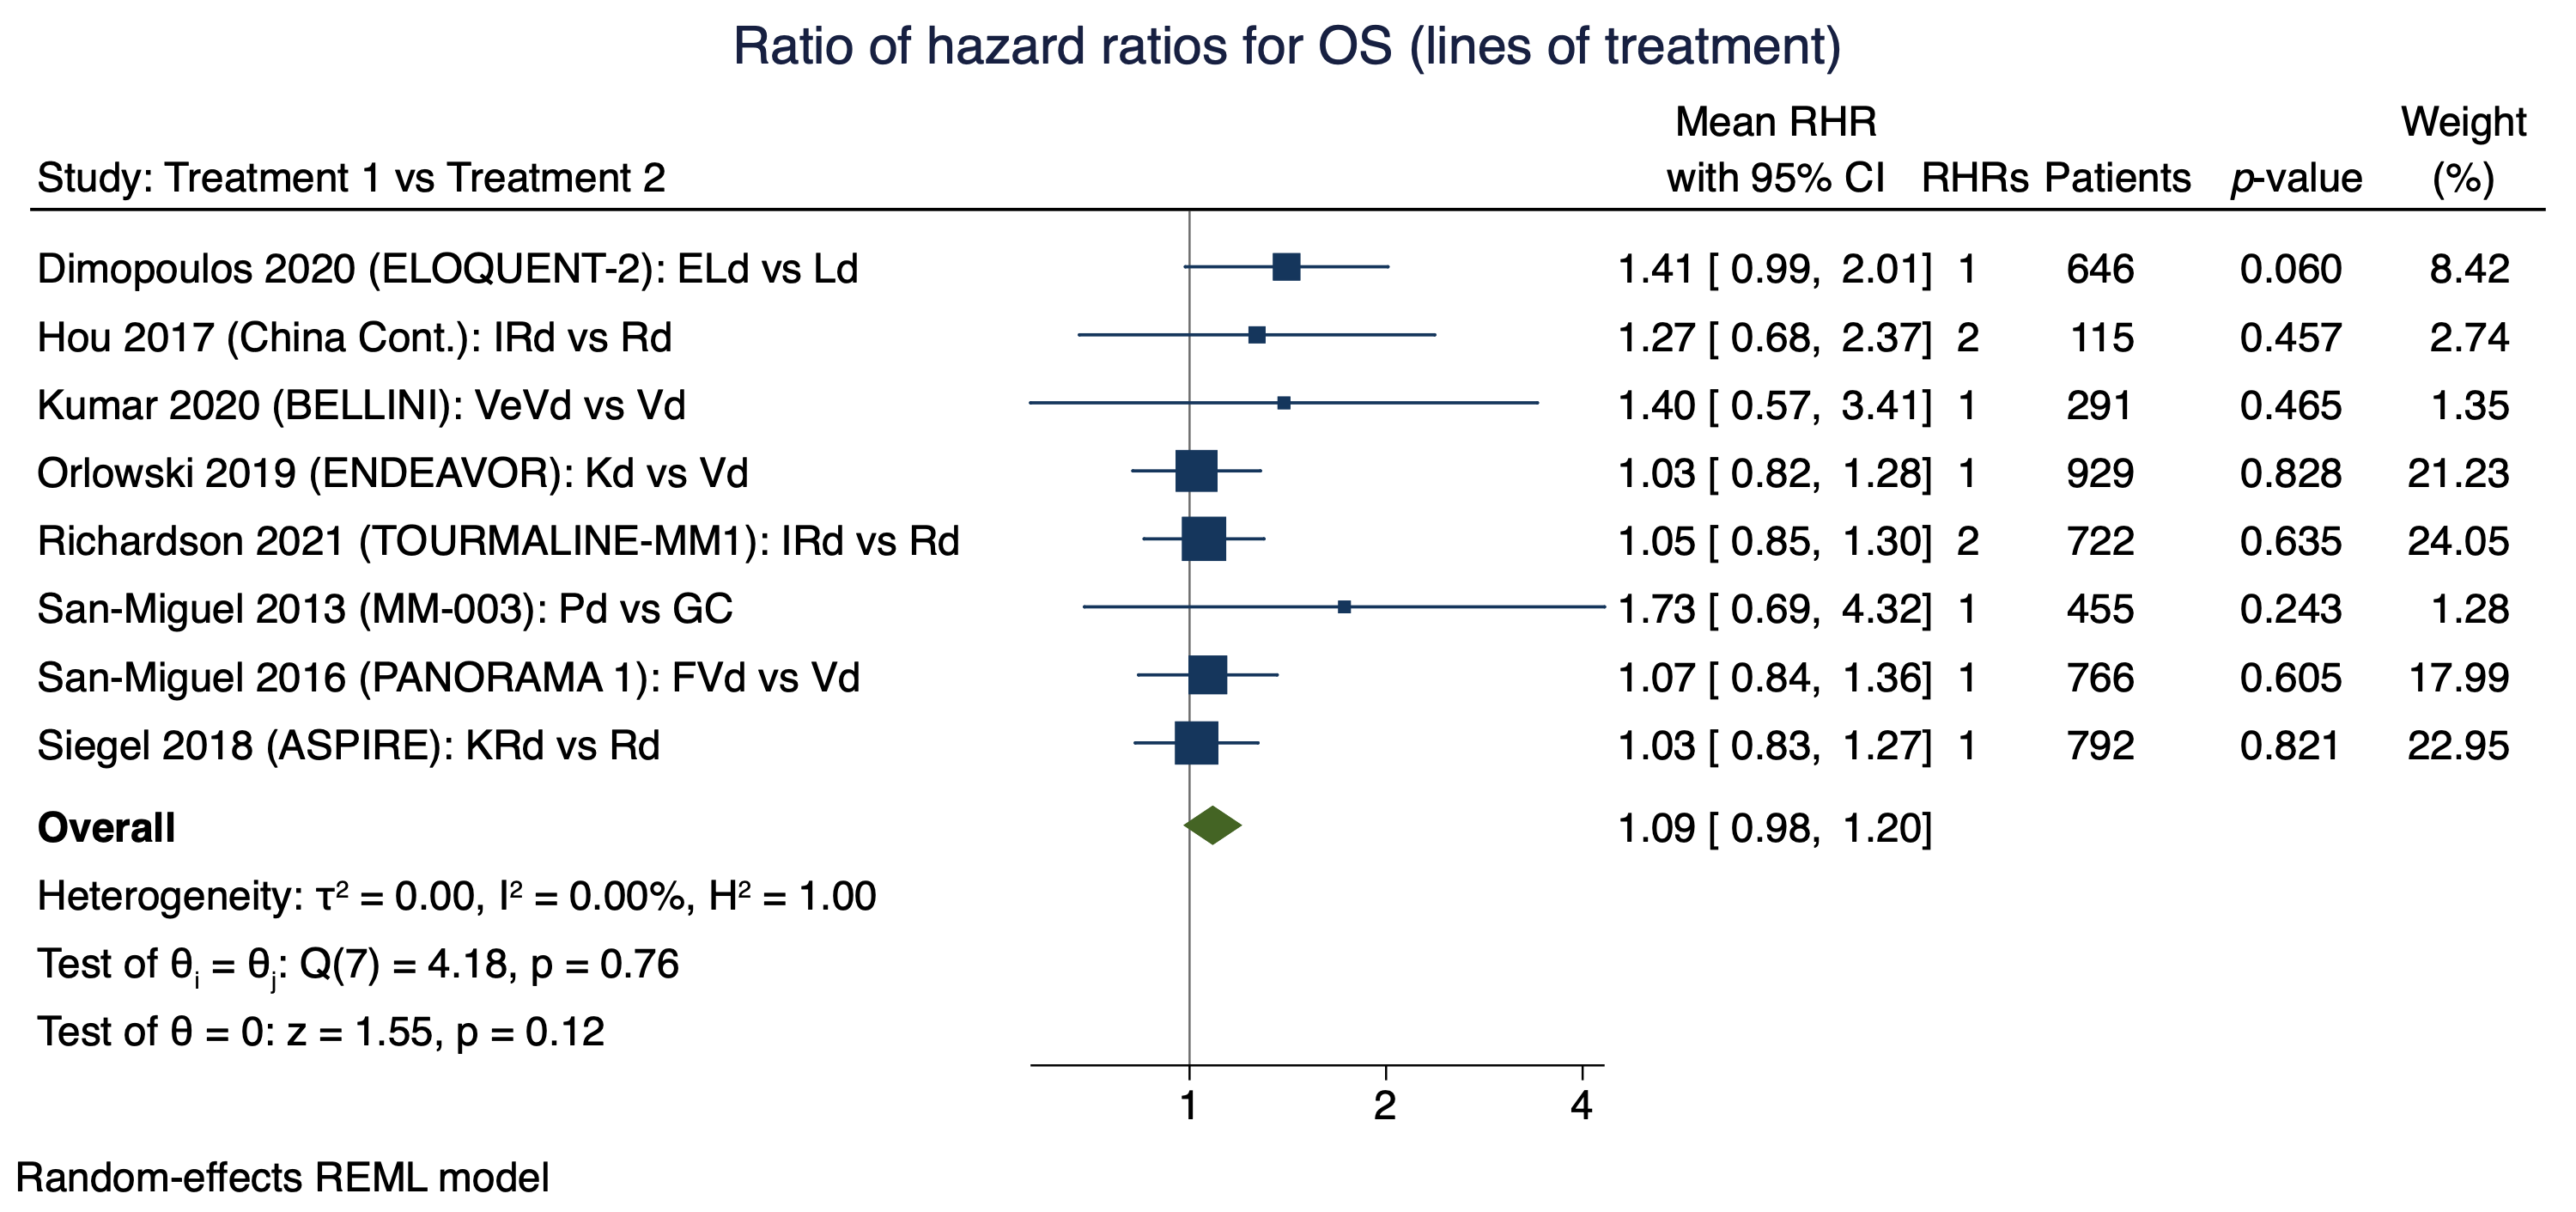 Ratio of hazard ratios for OS (lines of treatment)
Mean RHR Weight
Study: Treatment 1 vs Treatment 2 with 95% CI RHRs Patients p-value (%)
Dimopoulos 2020 (ELOQUENT-2): ELd vs Ld 1.41 [ 0.99, 2.01] 1 646 0.060 8.42
Hou 2017 (China Cont.): IRd vs Rd 1.27 [ 0.68, 2.37] 2 115 0.457 2.74
Kumar 2020 (BELLINI): VeVd vs Vd 1.40 [ 0.57, 3.41] 1 291 0.465 1.35
Orlowski 2019 (ENDEAVOR): Kd vs Vd 1.03 [ 0.82, 1.28] 1 929 0.828 21.23
Richardson 2021 (TOURMALINE-MM1): IRd vs Rd 1.05 [ 0.85, 1.30] 2 722 0.635 24.05
San-Miguel 2013 (MM-003): Pd vs GC 1.73 [ 0.69, 4.32] 1 455 0.243 1.28
San-Miguel 2016 (PANORAMA 1): FVd vs Vd 1.07 [ 0.84, 1.36] 1 766 0.605 17.99
Siegel 2018 (ASPIRE): KRd vs Rd 1.03 [ 0.83, 1.27] 1 792 0.821 22.95
Overall 1.09 [ 0.98, 1.20]
Heterogeneity: τ² = 0.00, I² = 0.00%, H² = 1.00
Test of θi = θj: Q(7) = 4.18, p = 0.76
Test of θ = 0: z = 1.55, p = 0.12
1 2 4
Random-effects REML model